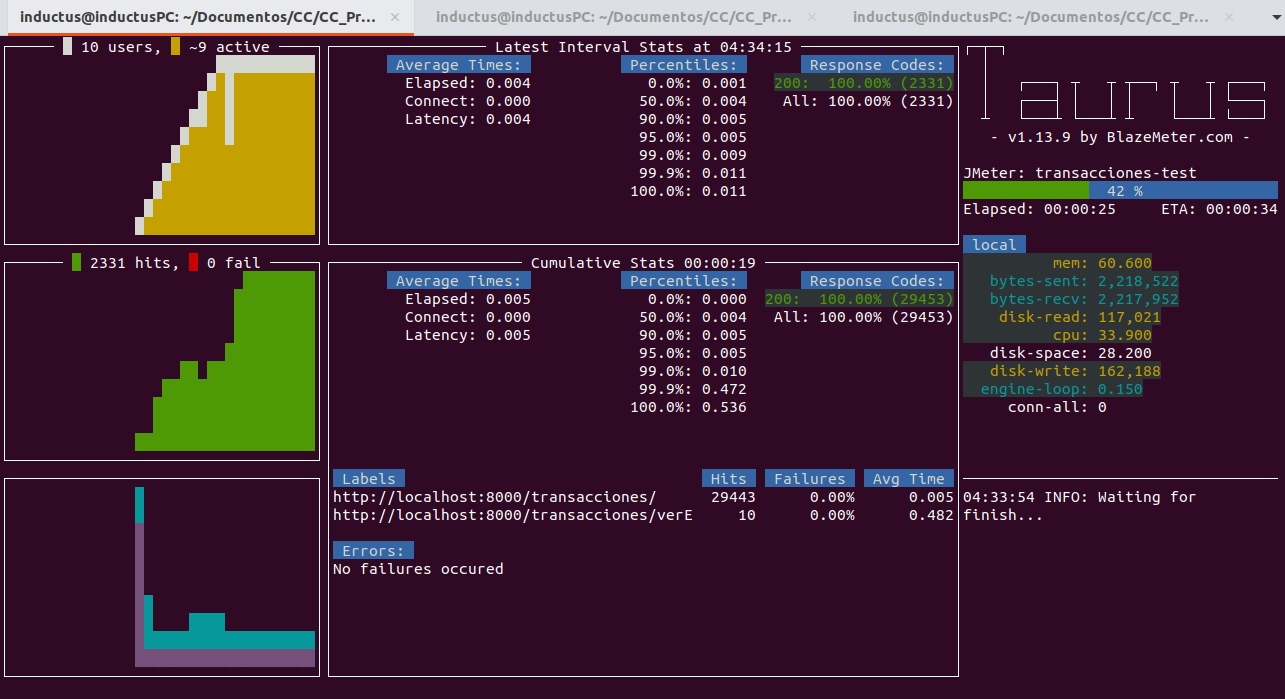 inductus@inductusPC: ~/Documentos/CC/CC_Pr... × inductus@inductusPC: ~/Documentos/CC/CC_Pr... × inductus@inductusPC: ~/Documentos/CC/CC_Pr... ×
10 users, ~9 active
2331 hits, 0 fail
Latest Interval Stats at 04:34:15
Average Times: Percentiles: Response Codes:
Elapsed: 0.004 0.0%: 0.001 200: 100.00% (2331)
Connect: 0.000 50.0%: 0.004 All: 100.00% (2331)
Latency: 0.004 90.0%: 0.005
95.0%: 0.005
99.0%: 0.009
99.9%: 0.011
100.0%: 0.011
Cumulative Stats 00:00:19
Average Times: Percentiles: Response Codes:
Elapsed: 0.005 0.0%: 0.000 200: 100.00% (29453)
Connect: 0.000 50.0%: 0.004 All: 100.00% (29453)
Latency: 0.005 90.0%: 0.005
95.0%: 0.005
99.0%: 0.010
99.9%: 0.472
100.0%: 0.536
Labels Hits Failures Avg Time
http://localhost:8000/transacciones/ 29443 0.00% 0.005
http://localhost:8000/transacciones/verE 10 0.00% 0.482
Errors:
No failures occured
Taurus
- v1.13.9 by BlazeMeter.com -
JMeter: transacciones-test
42 %
Elapsed: 00:00:25 ETA: 00:00:34
local
mem: 60.600
bytes-sent: 2,218,522
bytes-recv: 2,217,952
disk-read: 117,021
cpu: 33.900
disk-space: 28.200
disk-write: 162,188
engine-loop: 0.150
conn-all: 0
04:33:54 INFO: Waiting for
finish...